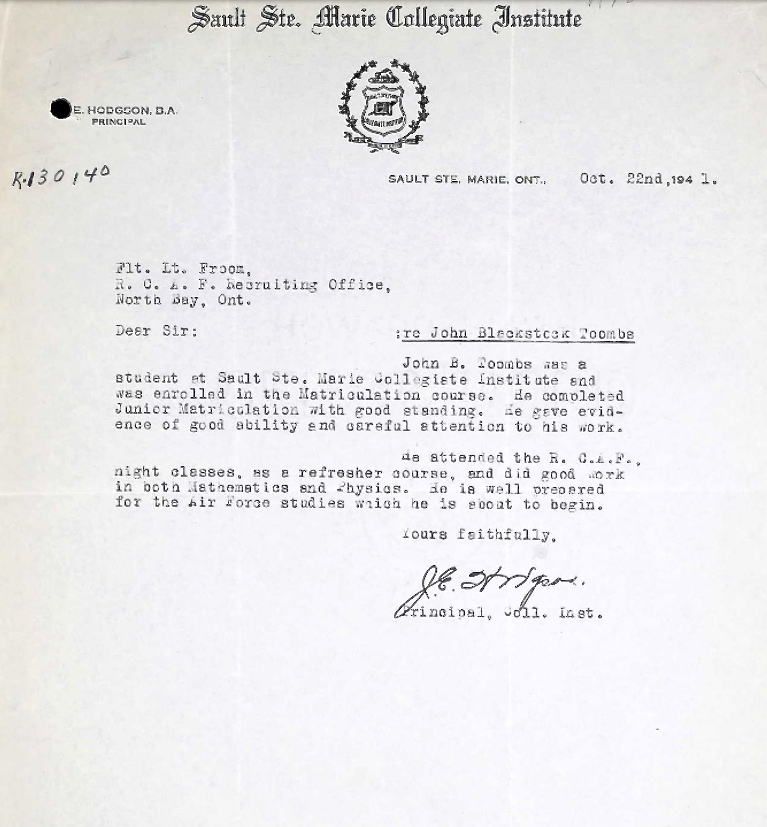 Sault Ste. Marie Collegiate Institute
E. HODGSON, B.A.
PRINCIPAL
R.130140
SAULT STE. MARIE, ONT., Oct. 22nd, 194 1.
Flt. Lt. Froom,
R. C. A. F. Recruiting Office,
North Bay, Ont.
Dear Sir: :re John Blackstock Toombs
John B. Toombs was a
student at Sault Ste. Marie Collegiate Institute and
was enrolled in the Matriculation course. He completed
Junior Matriculation with good standing. He gave evid-
ence of good ability and careful attention to his work.
He attended the R. C.A.F.,
night classes, as a refresher course, and did good work
in both Mathematics and Physics. He is well prepared
for the Air Force studies which he is about to begin.
Yours faithfully,
J.E. Hodgson.
Principal, Coll. Inst.